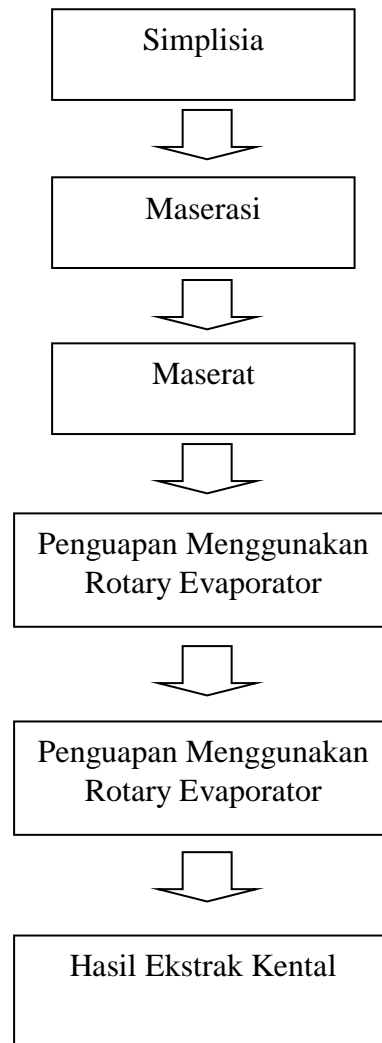 Simplisia
Maserasi
Maserat
Penguapan Menggunakan
Rotary Evaporator
Penguapan Menggunakan
Rotary Evaporator
Hasil Ekstrak Kental